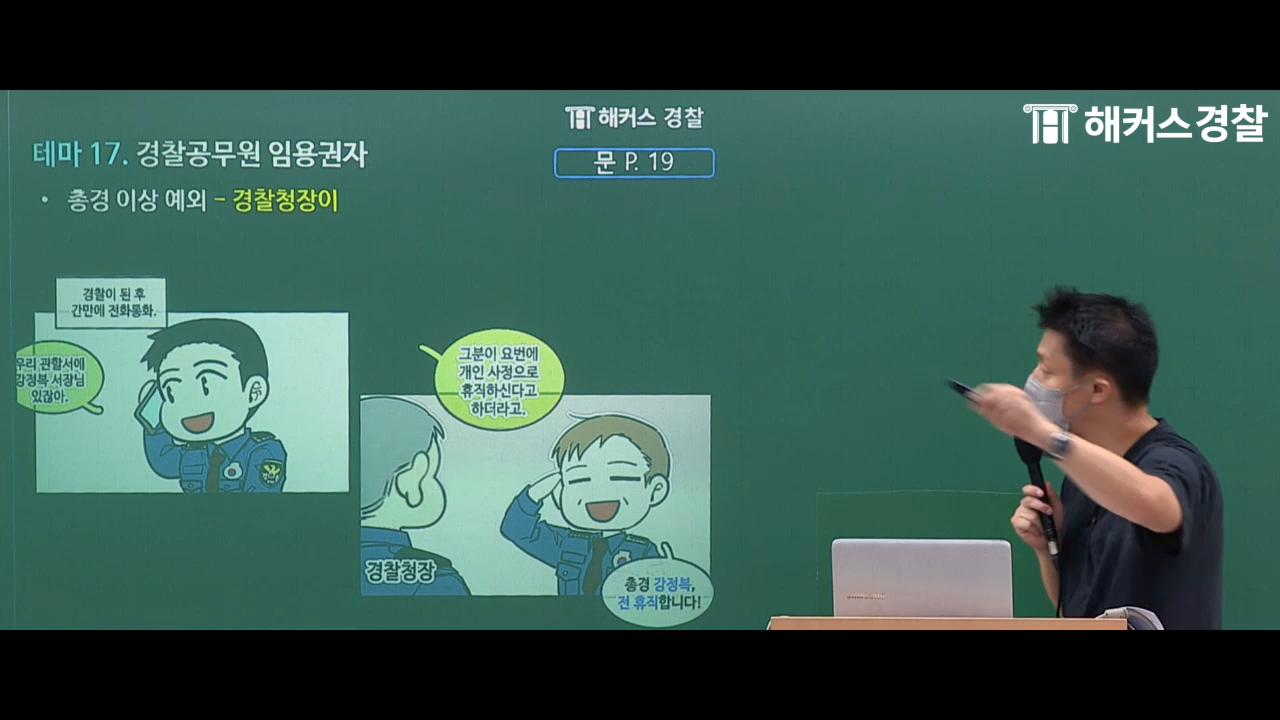 해커스 경찰
해커스경찰
테마 17. 경찰공무원 임용권자
문 P. 19
• 총경 이상 예외 - 경찰청장이
경찰이 된 후
간만에 전화통화.
우리 관할서에
강정복 서장님
있잖아.
그분이 요번에
개인 사정으로
휴직하신다고
하더라고.
경찰청장
총경 강정복,
전 휴직합니다!